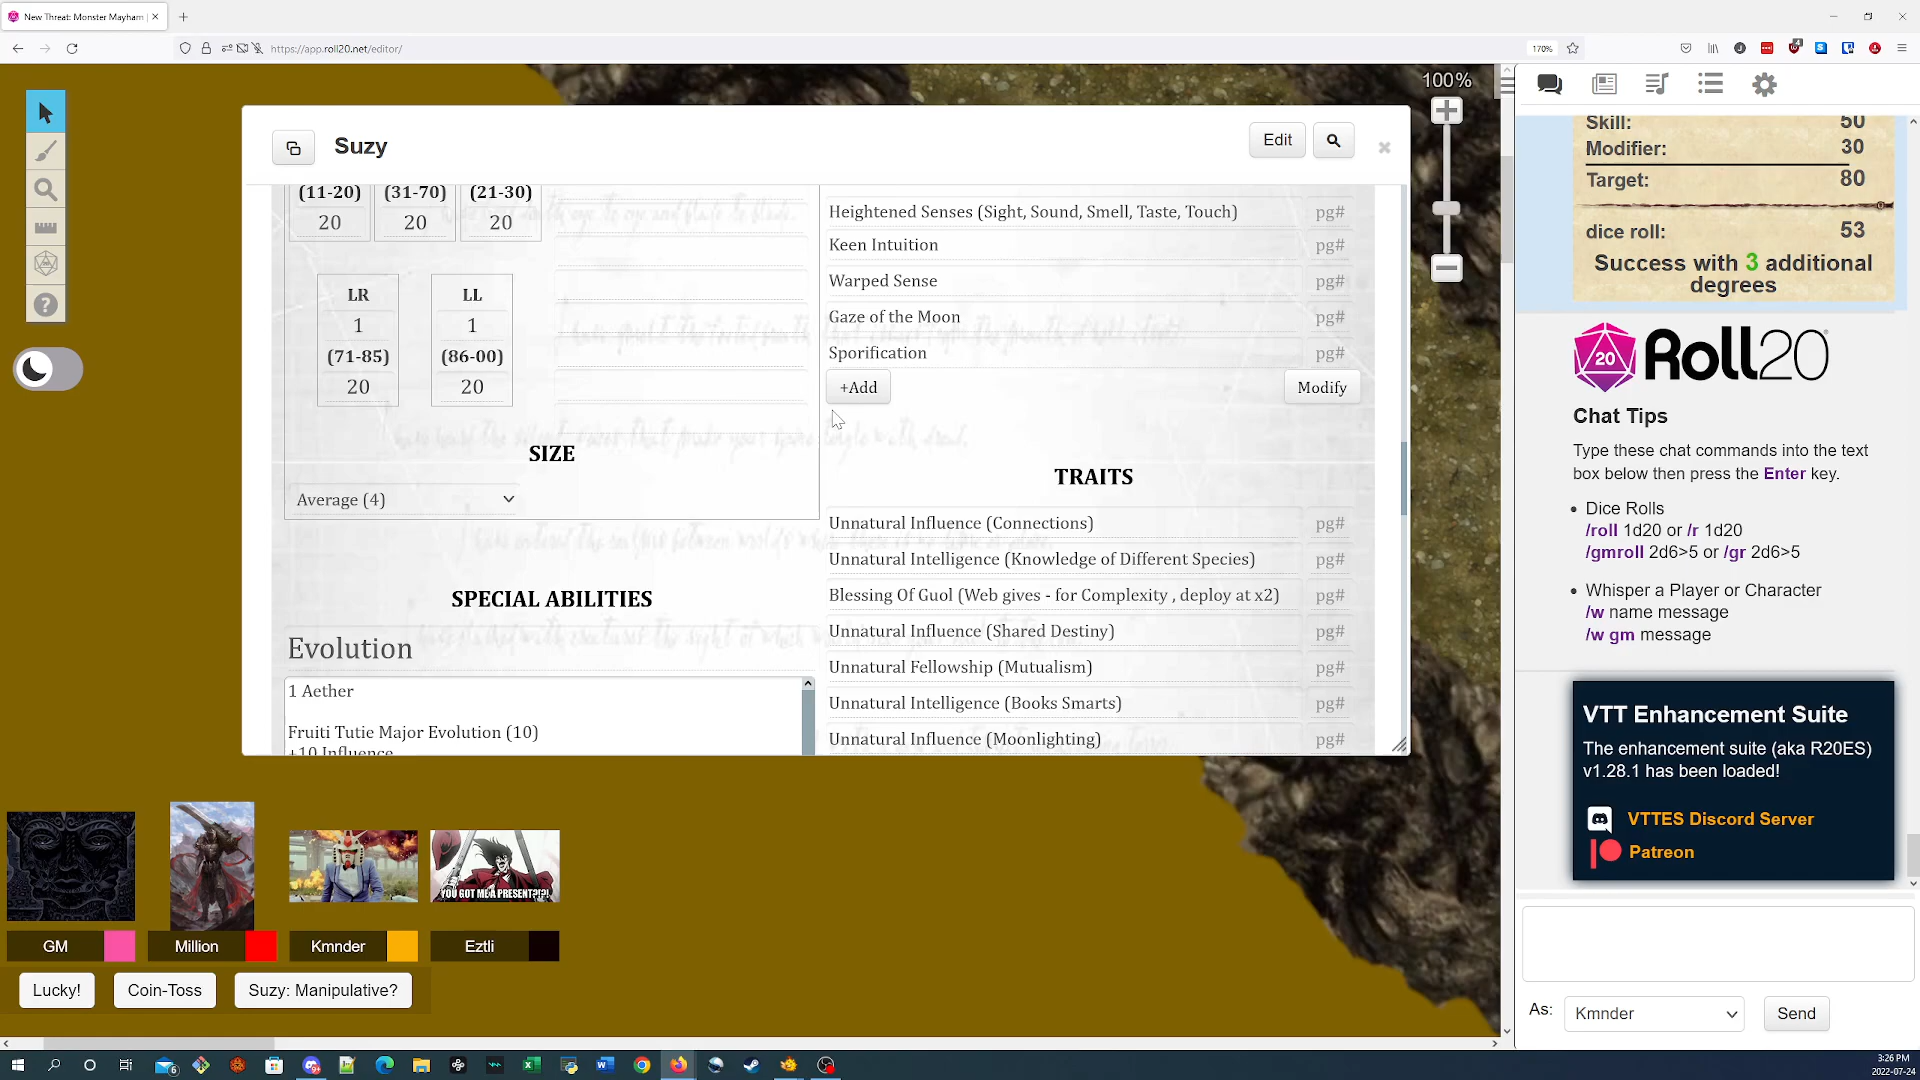 New Threat: Monster Mayham
https://app.roll20.net/editor/
170%
100%
Suzy
Edit
(11-20) (31-70) (21-30)
20 20 20
LR LL
1 1
(71-85) (86-00)
20 20
SIZE
Average (4)
SPECIAL ABILITIES
Evolution
1 Aether
Fruiti Tutie Major Evolution (10)
+10 Influence
Heightened Senses (Sight, Sound, Smell, Taste, Touch) pg#
Keen Intuition pg#
Warped Sense pg#
Gaze of the Moon pg#
Sporification pg#
+Add Modify
TRAITS
Unnatural Influence (Connections) pg#
Unnatural Intelligence (Knowledge of Different Species) pg#
Blessing Of Guol (Web gives - for Complexity , deploy at x2) pg#
Unnatural Influence (Shared Destiny) pg#
Unnatural Fellowship (Mutualism) pg#
Unnatural Intelligence (Books Smarts) pg#
Unnatural Influence (Moonlighting) pg#
Skill: 50
Modifier: 30
Target: 80
dice roll: 53
Success with 3 additional
degrees
20 Roll20
Chat Tips
Type these chat commands into the text
box below then press the Enter key.
• Dice Rolls
/roll 1d20 or /r 1d20
/gmroll 2d6>5 or /gr 2d6>5
• Whisper a Player or Character
/w name message
/w gm message
VTT Enhancement Suite
The enhancement suite (aka R20ES)
v1.28.1 has been loaded!
VTTES Discord Server
Patreon
As: Kmnder Send
YOU GOT ME A PRESENT?!?!
GM Million Kmnder Eztli
Lucky! Coin-Toss Suzy: Manipulative?
3:26 PM
2022-07-24